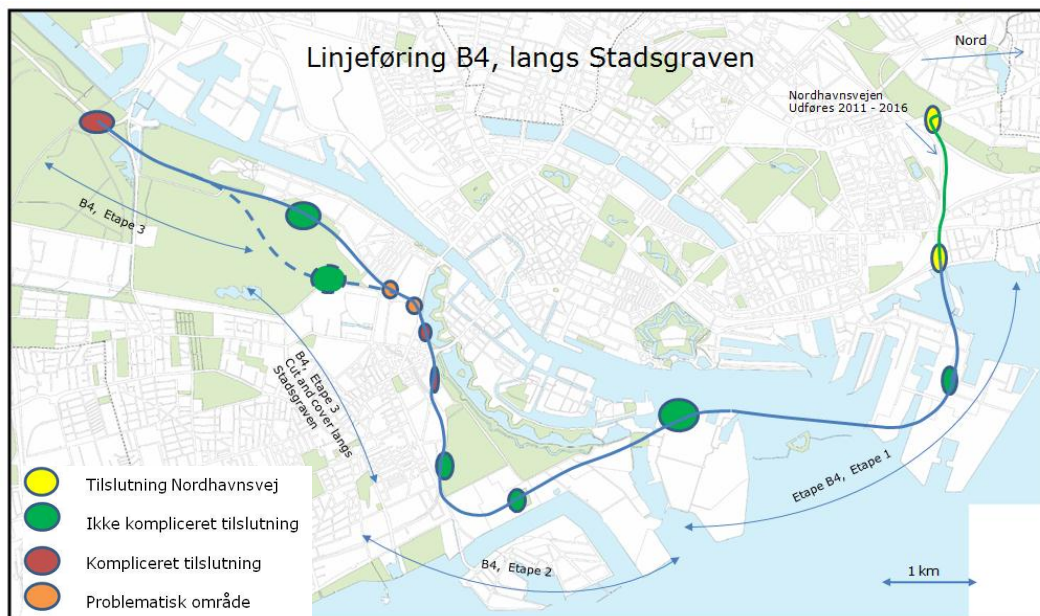 Linjeføring B4, langs Stadsgraven
Nord
Nordhavnsvejen
Udføres 2011 - 2016
B4, Etape 3
B4, Etape 3
Cut and cover langs
Stadsgraven
Etape B4, Etape 1
B4, Etape 2
Tilslutning Nordhavnsvej
Ikke kompliceret tilslutning
Kompliceret tilslutning
Problematisk område
1 km